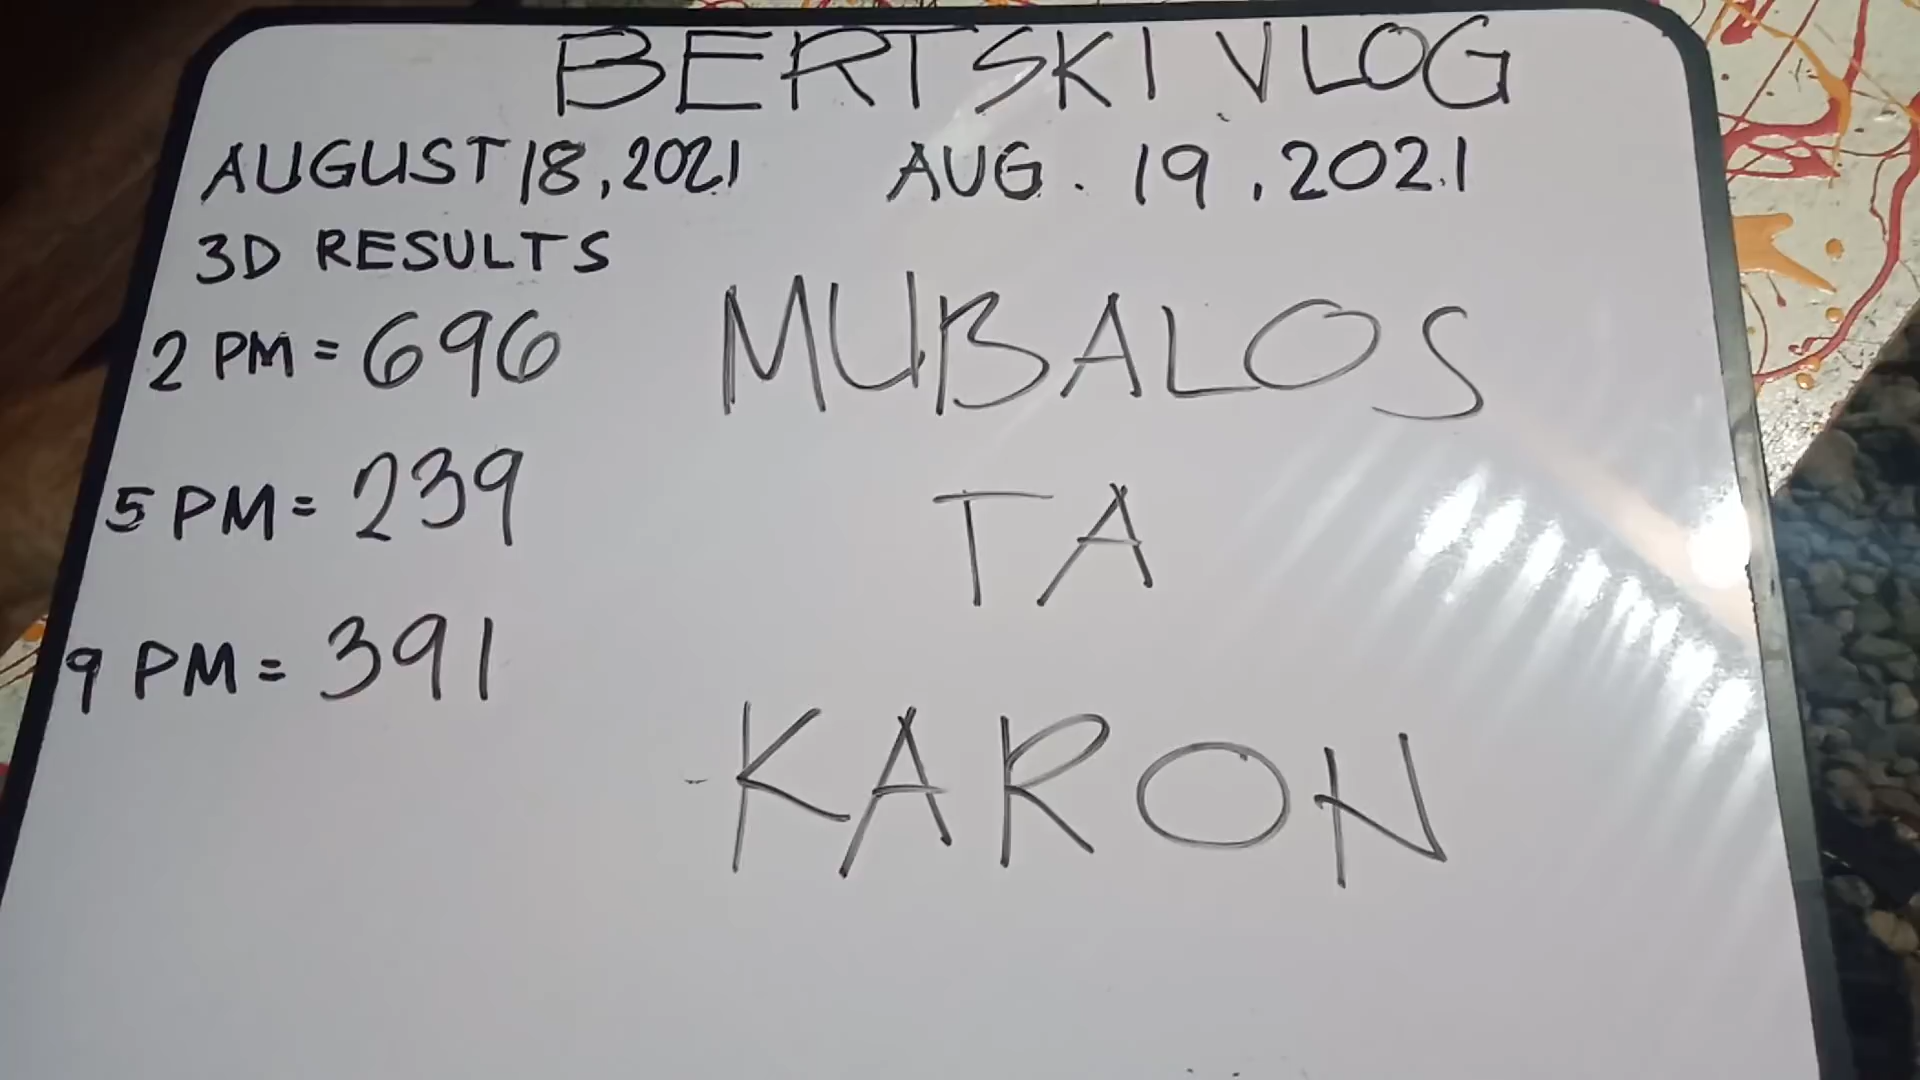 BERTSKI VLOG
AUGUST 18, 2021
3D RESULTS
2 PM = 696
5 PM = 239
9 PM = 391
AUG. 19, 2021
MUBALOS
TA
KARON